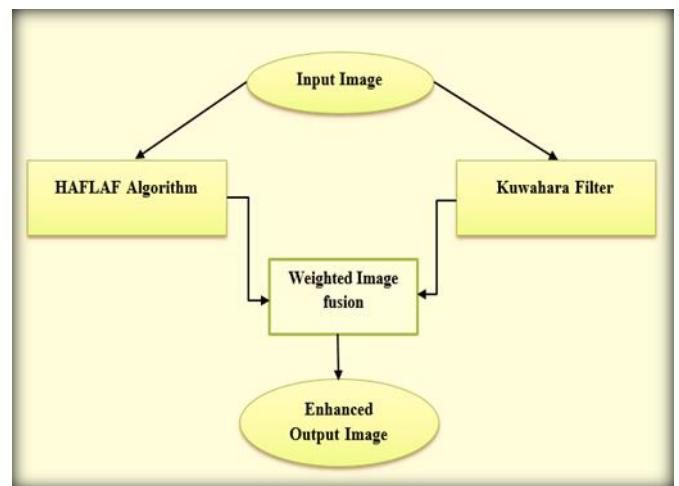 Input Image
HAFLAF Algorithm
Kuwahara Filter
Weighted Image
fusion
Enhanced
Output Image